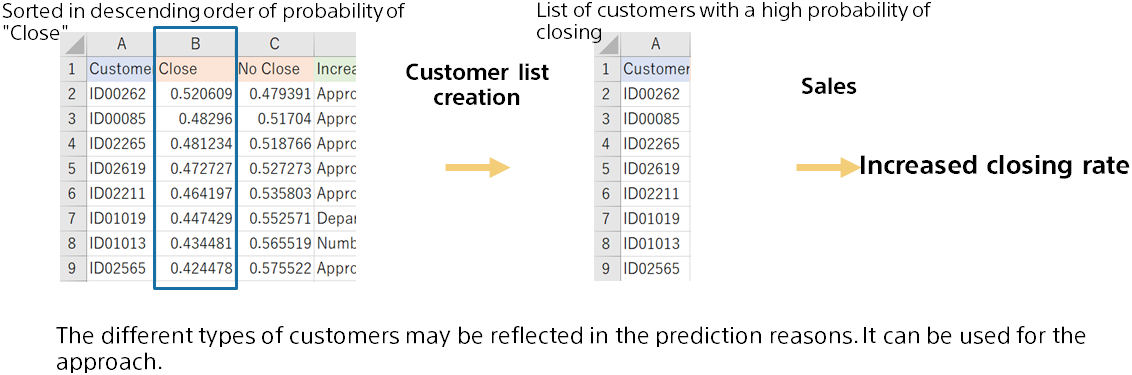 Sorted in descending order of probability of
"Close"
A B C
1 Custome Close No Close Increa
2 ID00262 0.520609 0.479391 Appro
3 ID00085 0.48296 0.51704 Appro
4 ID02265 0.481234 0.518766 Appro
5 ID02619 0.472727 0.527273 Appro
6 ID02211 0.464197 0.535803 Appro
7 ID01019 0.447429 0.552571 Depar
8 ID01013 0.434481 0.565519 Numb
9 ID02565 0.424478 0.575522 Appro
Customer list
creation
List of customers with a high probability of
closing
A
1 Customer
2 ID00262
3 ID00085
4 ID02265
5 ID02619
6 ID02211
7 ID01019
8 ID01013
9 ID02565
Sales
Increased closing rate
The different types of customers may be reflected in the prediction reasons. It can be used for the
approach.